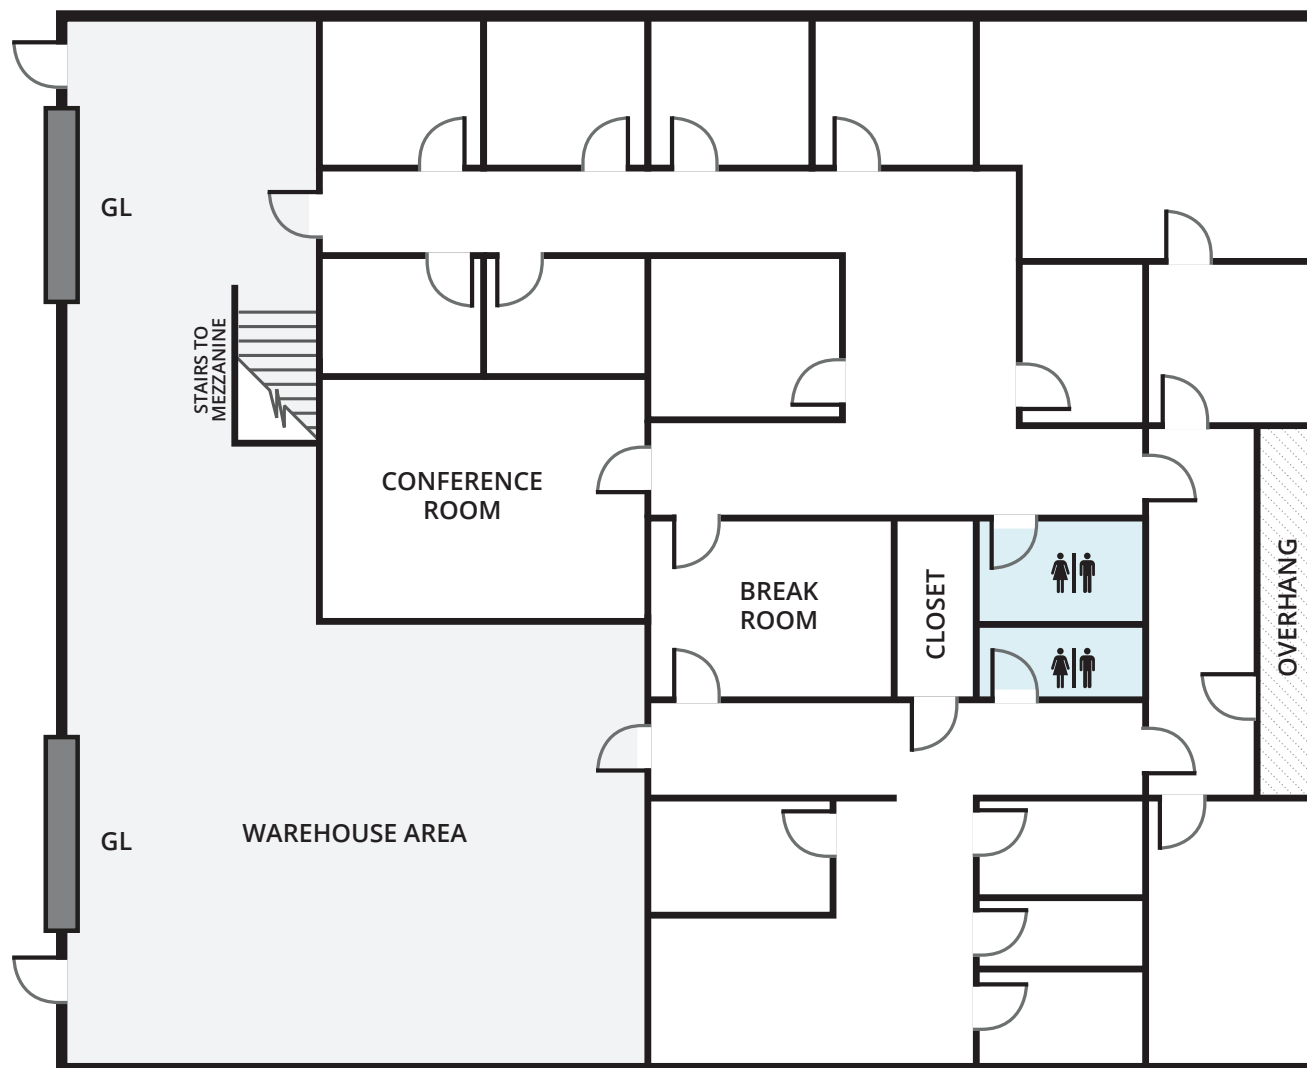 GL
STAIRS TO
MEZZANINE
CONFERENCE
ROOM
BREAK
ROOM
CLOSET
OVERHANG
GL
WAREHOUSE AREA